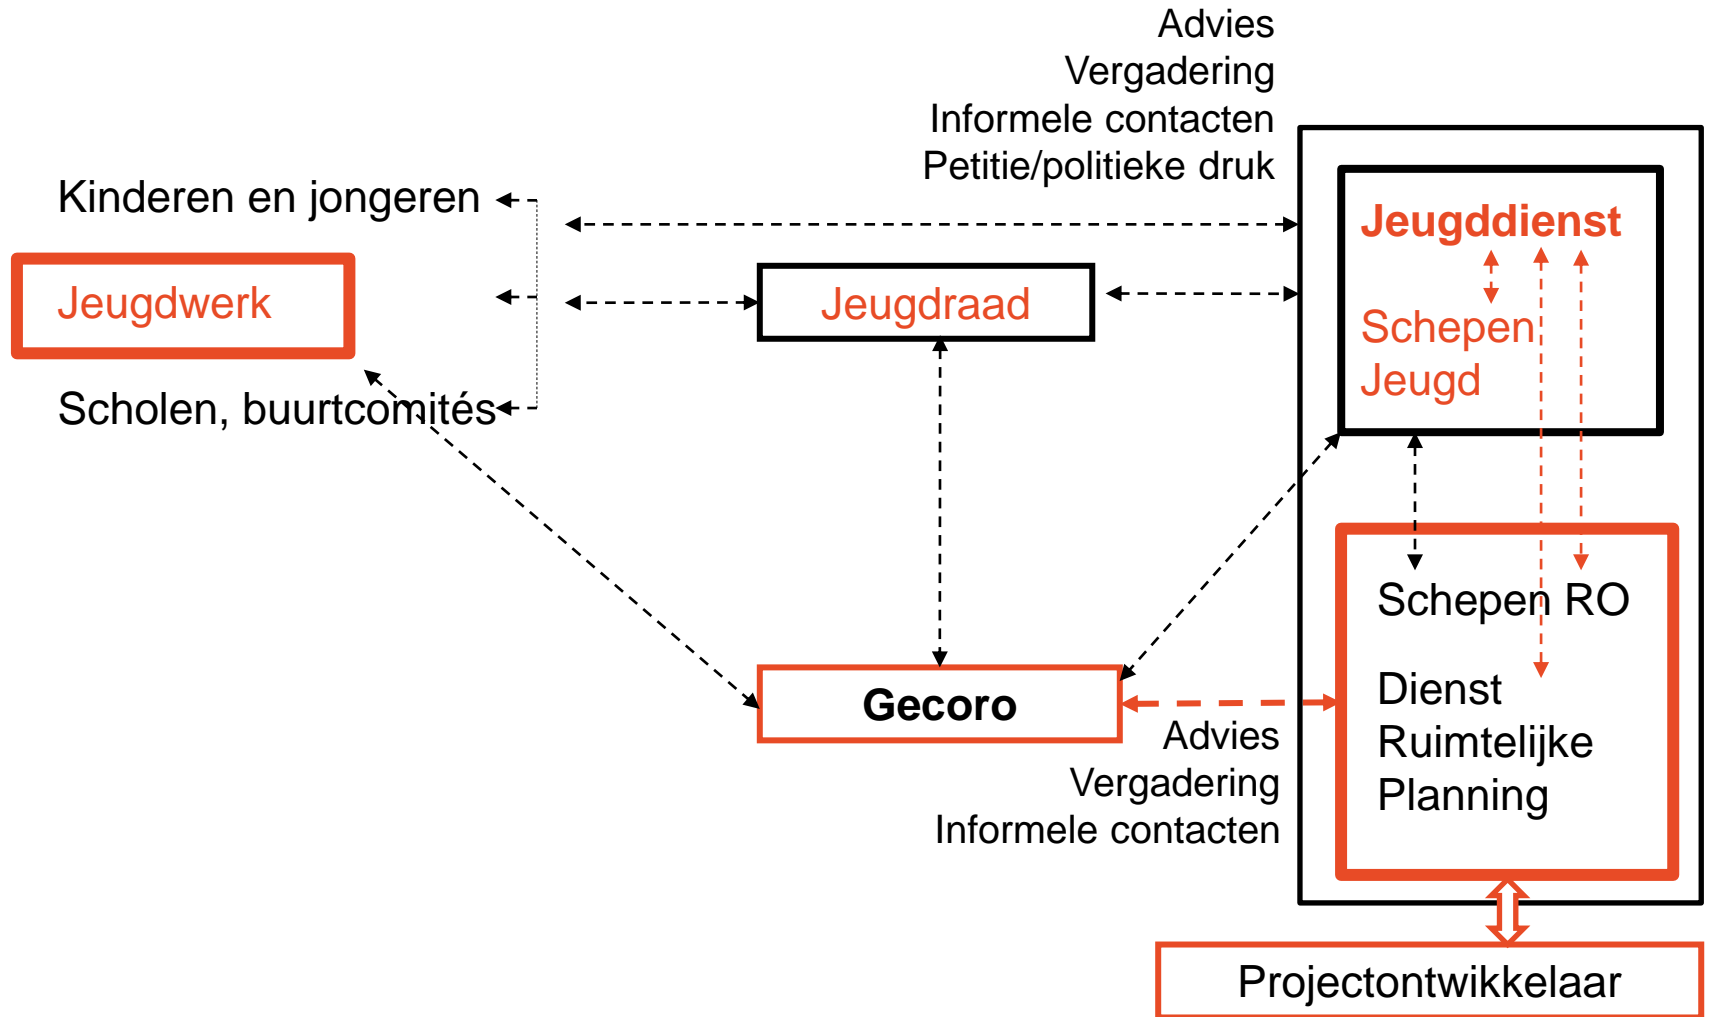 Advies
Vergadering
Informele contacten
Petitie/politieke druk
Kinderen en jongeren
Jeugdwerk
Scholen, buurtcomités
Jeugdraad
Jeugddienst
Schepen
Jeugd
Schepen RO
Dienst
Ruimtelijke
Planning
Gecoro
Advies
Vergadering
Informele contacten
Projectontwikkelaar